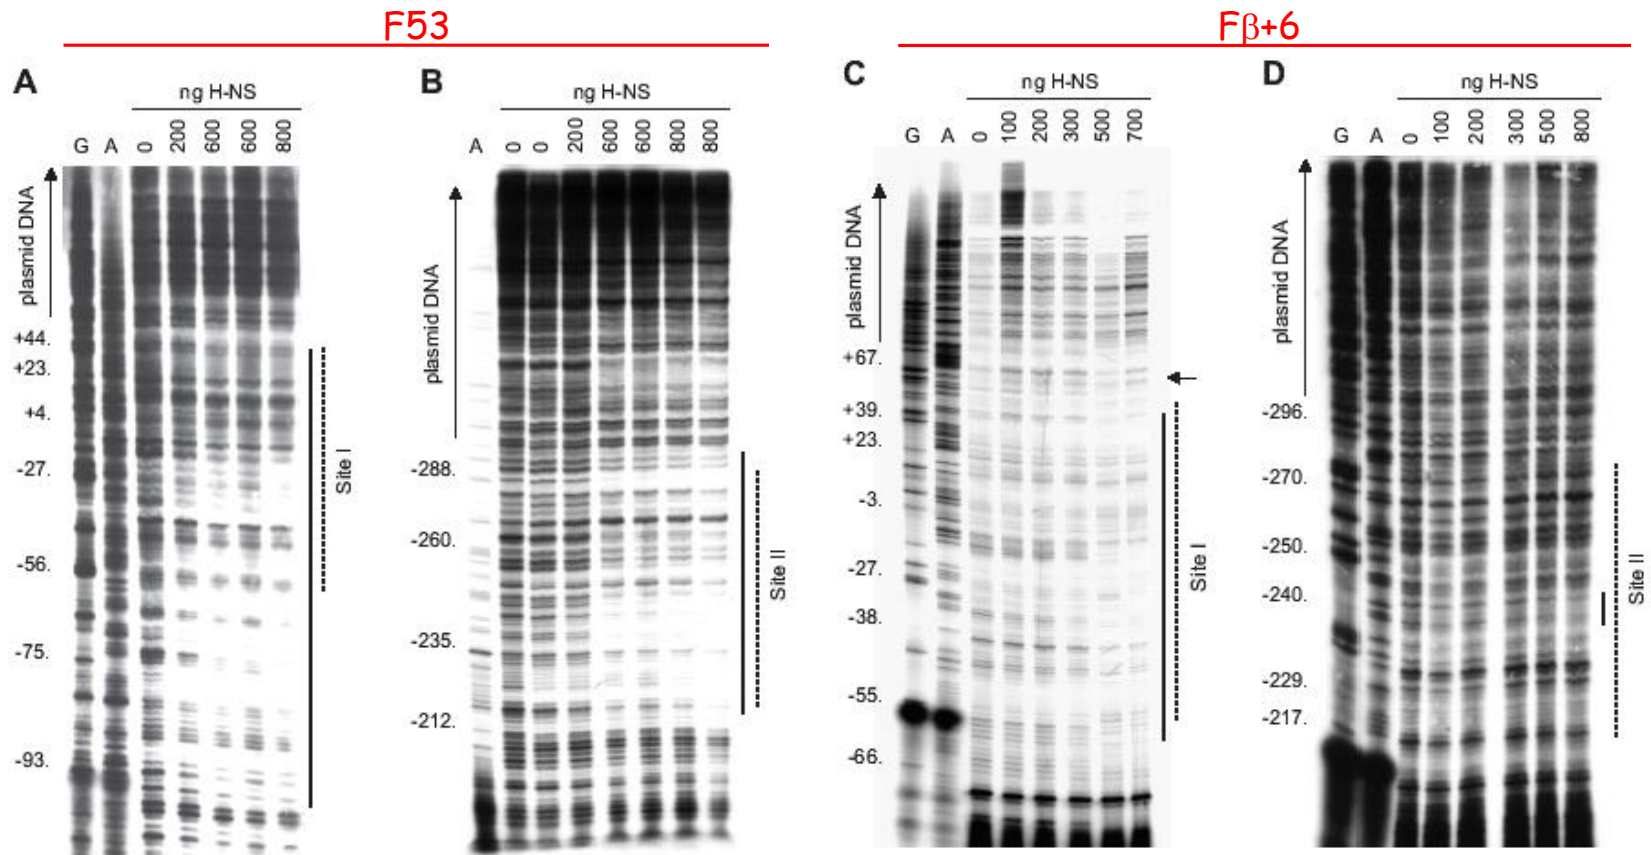 F53
Fβ+6
A
ng H-NS
G A 0 200 600 600 800
plasmid DNA
+44.
+23.
+4.
-27.
-56.
-75.
-93.
Site I
B
ng H-NS
A 0 0 200 600 600 800 800
plasmid DNA
-288.
-260.
-235.
-212.
Site II
C
ng H-NS
G A 0 100 200 300 500 700
plasmid DNA
+67.
+39.
+23.
-3.
-27.
-38.
-55.
-66.
Site I
D
ng H-NS
G A 0 100 200 300 500 800
plasmid DNA
-296.
-270.
-250.
-240.
-229.
-217.
Site II